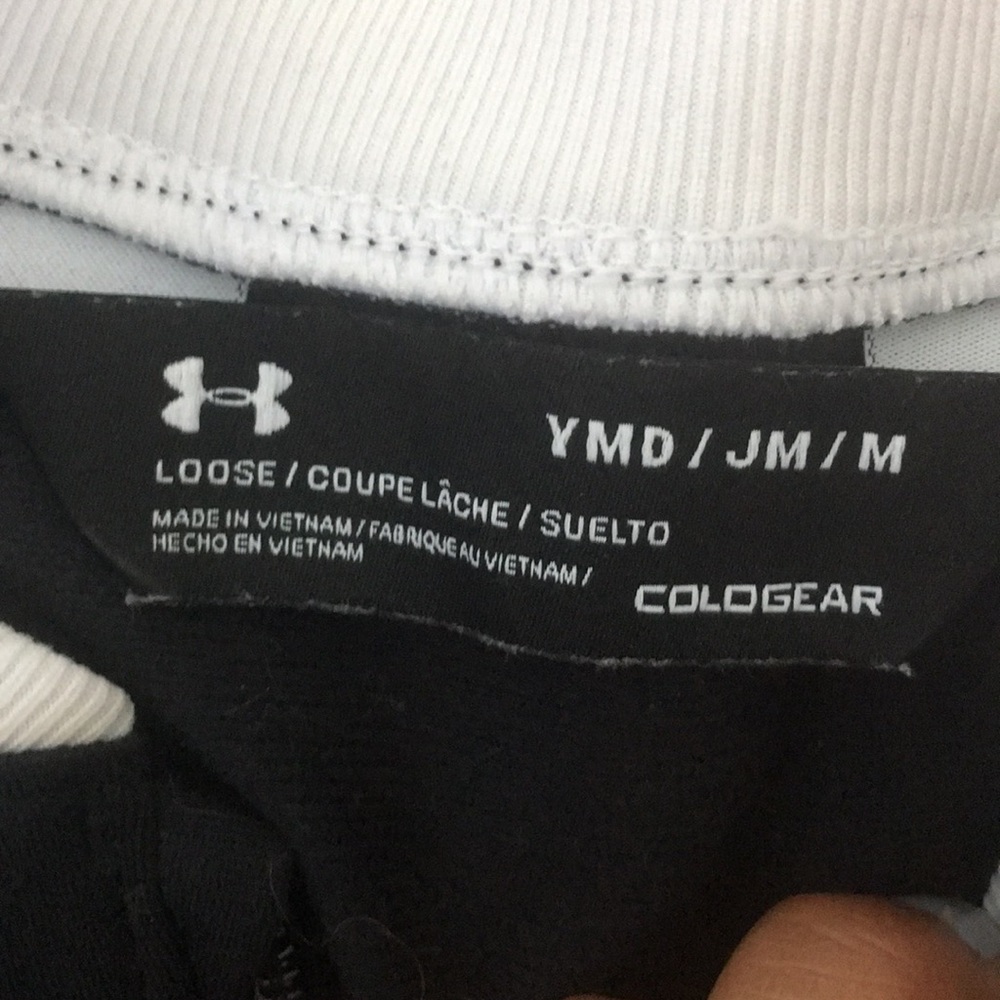 YMD / JM / M
LOOSE / COUPE LÂCHE / SUELTO
MADE IN VIETNAM / FABRIQUE AU VIETNAM /
HECHO EN VIETNAM
COLDGEAR